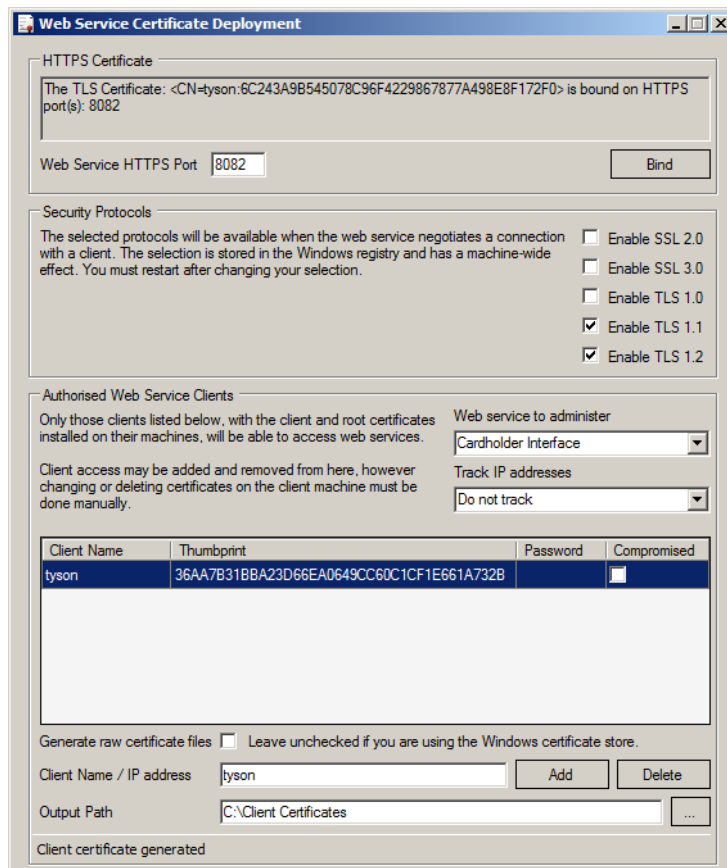 Web Service Certificate Deployment
HTTPS Certificate
The TLS Certificate: <CN=tyson:6C243A9B545078C96F4229867877A498E8F172F0> is bound on HTTPS
port(s): 8082
Web Service HTTPS Port 8082 Bind
Security Protocols
The selected protocols will be available when the web service negotiates a connection
with a client. The selection is stored in the Windows registry and has a machine-wide
effect. You must restart after changing your selection.
Enable SSL 2.0
Enable SSL 3.0
Enable TLS 1.0
Enable TLS 1.1
Enable TLS 1.2
Authorised Web Service Clients
Only those clients listed below, with the client and root certificates
installed on their machines, will be able to access web services.
Client access may be added and removed from here, however
changing or deleting certificates on the client machine must be
done manually.
Web service to administer
Cardholder Interface
Track IP addresses
Do not track
Client Name Thumbprint Password Compromised
tyson 36AA7B31BBA23D66EA0649CC60C1CF1E661A732B
Generate raw certificate files Leave unchecked if you are using the Windows certificate store.
Client Name / IP address tyson Add Delete
Output Path C:\Client Certificates ...
Client certificate generated